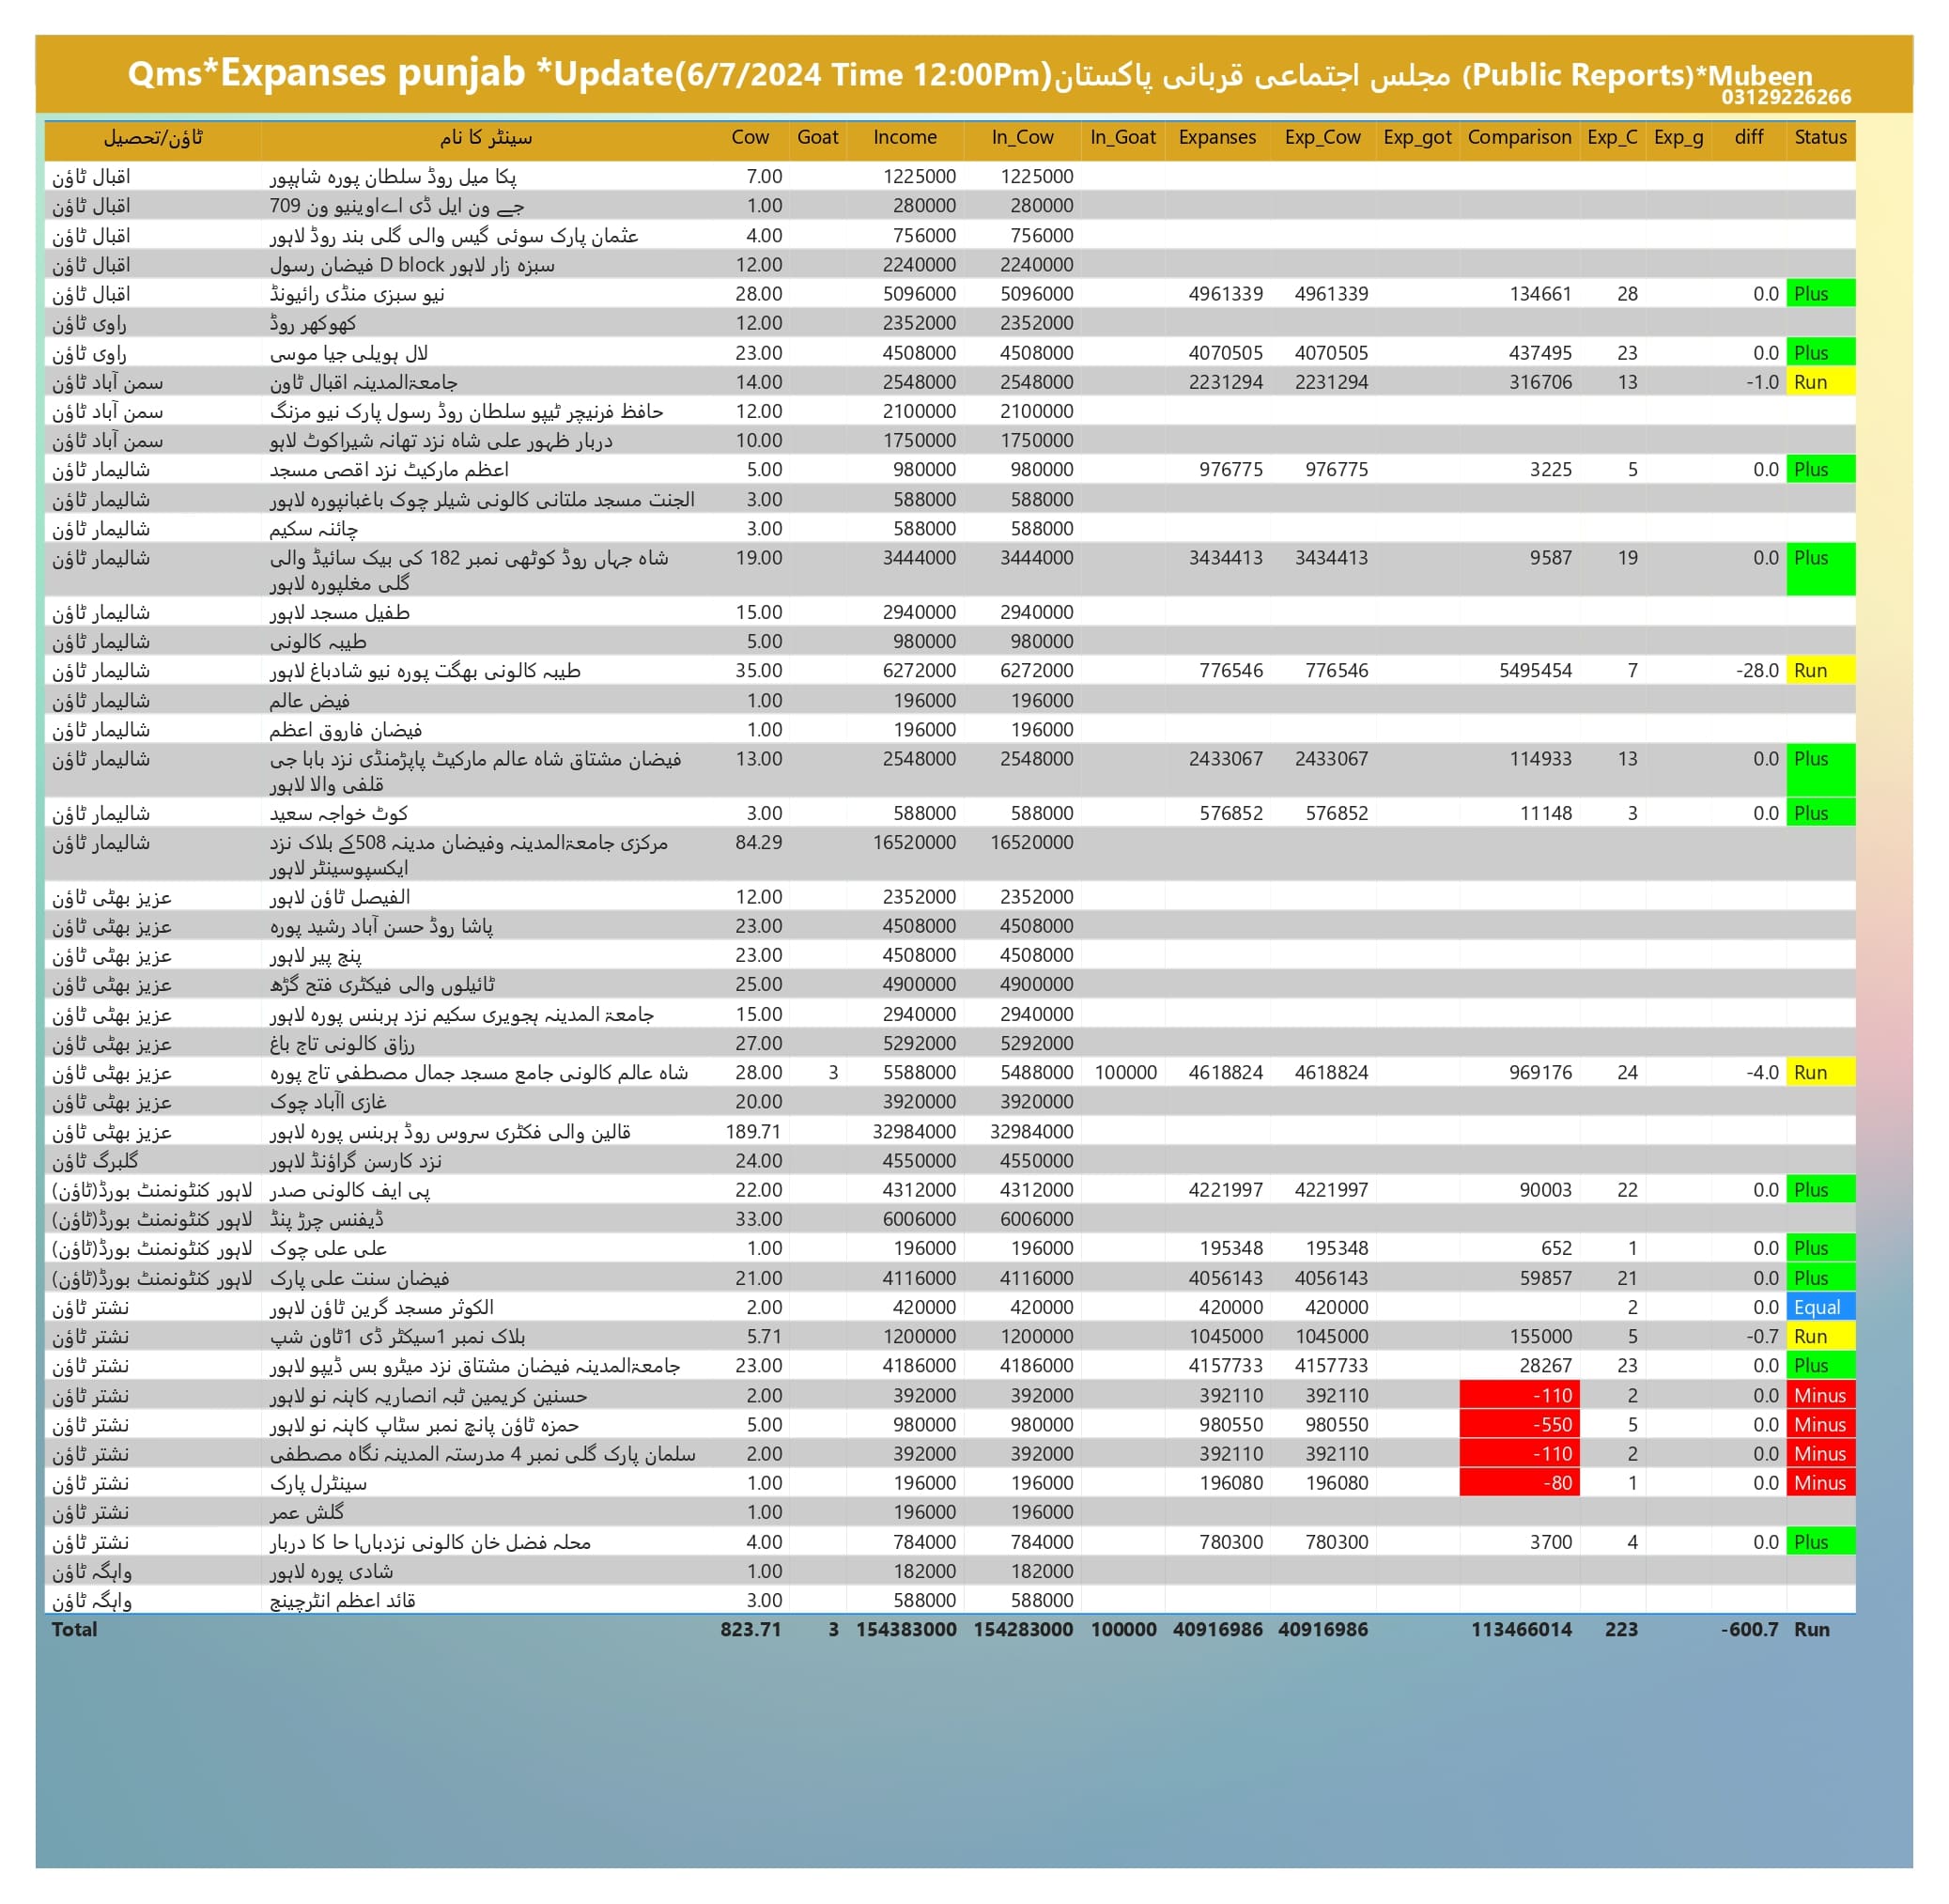 Qms*Expanses punjab *Update(6/7/2024 Time 12:00Pm)مجلس اجتماعی قربانی پاکستان (Public Reports)*Mubeen
03129226266
ٹاؤن/تحصیل سینٹر کا نام Cow Goat Income In_Cow In_Goat Expanses Exp_Cow Exp_got Comparison Exp_C Exp_g diff Status
اقبال ٹاؤن پکا میل روڈ سلطان پورہ شاہپور 7.00 1225000 1225000
اقبال ٹاؤن جے ون ایل ڈی اےاوینیو ون 709 1.00 280000 280000
اقبال ٹاؤن عثمان پارک سوئی گیس والی گلی بند روڈ لاہور 4.00 756000 756000
اقبال ٹاؤن سبزہ زار لاہور D block فیضان رسول 12.00 2240000 2240000
اقبال ٹاؤن نیو سبزی منڈی رائیونڈ 28.00 5096000 5096000 4961339 4961339 134661 28 0.0 Plus
راوی ٹاؤن کھوکھر روڈ 12.00 2352000 2352000
راوی ٹاؤن لال ہویلی جیا موسی 23.00 4508000 4508000 4070505 4070505 437495 23 0.0 Plus
سمن آباد ٹاؤن جامعۃالمدینہ اقبال ٹاون 14.00 2548000 2548000 2231294 2231294 316706 13 -1.0 Run
سمن آباد ٹاؤن حافظ فرنیچر ٹیپو سلطان روڈ رسول پارک نیو مزنگ 12.00 2100000 2100000
سمن آباد ٹاؤن دربار ظہور علی شاہ نزد تھانہ شیراکوٹ لاہو 10.00 1750000 1750000
شالیمار ٹاؤن اعظم مارکیٹ نزد اقصی مسجد 5.00 980000 980000 976775 976775 3225 5 0.0 Plus
شالیمار ٹاؤن الجنت مسجد ملتانی کالونی شیلر چوک باغبانپورہ لاہور 3.00 588000 588000
شالیمار ٹاؤن چائنہ سکیم 3.00 588000 588000
شالیمار ٹاؤن شاہ جہاں روڈ کوٹھی نمبر 182 کی بیک سائیڈ والی 19.00 3444000 3444000 3434413 3434413 9587 19 0.0 Plus
گلی مغلپورہ لاہور
شالیمار ٹاؤن طفیل مسجد لاہور 15.00 2940000 2940000
شالیمار ٹاؤن طیبہ کالونی 5.00 980000 980000
شالیمار ٹاؤن طیبہ کالونی بھگت پورہ نیو شادباغ لاہور 35.00 6272000 6272000 776546 776546 5495454 7 -28.0 Run
شالیمار ٹاؤن فیض عالم 1.00 196000 196000
شالیمار ٹاؤن فیضان فاروق اعظم 1.00 196000 196000
شالیمار ٹاؤن فیضان مشتاق شاہ عالم مارکیٹ پاپڑمنڈی نزد بابا جی 13.00 2548000 2548000 2433067 2433067 114933 13 0.0 Plus
قلفی والا لاہور
شالیمار ٹاؤن کوٹ خواجہ سعید 3.00 588000 588000 576852 576852 11148 3 0.0 Plus
شالیمار ٹاؤن مرکزی جامعۃالمدینہ وفیضان مدینہ 508کے بلاک نزد 84.29 16520000 16520000
ایکسپوسینٹر لاہور
عزیز بھٹی ٹاؤن الفیصل ٹاؤن لاہور 12.00 2352000 2352000
عزیز بھٹی ٹاؤن پاشا روڈ حسن آباد رشید پورہ 23.00 4508000 4508000
عزیز بھٹی ٹاؤن پنج پیر لاہور 23.00 4508000 4508000
عزیز بھٹی ٹاؤن ٹائیلوں والی فیکٹری فتح گڑھ 25.00 4900000 4900000
عزیز بھٹی ٹاؤن جامعۃ المدینہ ہجویری سکیم نزد ہربنس پورہ لاہور 15.00 2940000 2940000
عزیز بھٹی ٹاؤن رزاق کالونی تاج باغ 27.00 5292000 5292000
عزیز بھٹی ٹاؤن شاہ عالم کالونی جامع مسجد جمال مصطفی تاج پورہ 28.00 3 5588000 5488000 100000 4618824 4618824 969176 24 -4.0 Run
عزیز بھٹی ٹاؤن غازی اۤباد چوک 20.00 3920000 3920000
عزیز بھٹی ٹاؤن قالین والی فکٹری سروس روڈ ہربنس پورہ لاہور 189.71 32984000 32984000
گلبرگ ٹاؤن نزد کارسن گراؤنڈ لاہور 24.00 4550000 4550000
لاہور کنٹونمنٹ بورڈ(ٹاؤن) پی ایف کالونی صدر 22.00 4312000 4312000 4221997 4221997 90003 22 0.0 Plus
لاہور کنٹونمنٹ بورڈ(ٹاؤن) ڈیفنس چرڑ پنڈ 33.00 6006000 6006000
لاہور کنٹونمنٹ بورڈ(ٹاؤن) علی علی چوک 1.00 196000 196000 195348 195348 652 1 0.0 Plus
لاہور کنٹونمنٹ بورڈ(ٹاؤن) فیضان سنت علی پارک 21.00 4116000 4116000 4056143 4056143 59857 21 0.0 Plus
نشتر ٹاؤن الکوثر مسجد گرین ٹاؤن لاہور 2.00 420000 420000 420000 420000 2 0.0 Equal
نشتر ٹاؤن بلاک نمبر 1سیکٹر ڈی 1ٹاون شپ 5.71 1200000 1200000 1045000 1045000 155000 5 -0.7 Run
نشتر ٹاؤن جامعۃالمدینہ فیضان مشتاق نزد میٹرو بس ڈیپو لاہور 23.00 4186000 4186000 4157733 4157733 28267 23 0.0 Plus
نشتر ٹاؤن حسنین کریمین ٹبہ انصاریہ کاہنہ نو لاہور 2.00 392000 392000 392110 392110 -110 2 0.0 Minus
نشتر ٹاؤن حمزہ ٹاؤن پانچ نمبر سٹاپ کاہنہ نو لاہور 5.00 980000 980000 980550 980550 -550 5 0.0 Minus
نشتر ٹاؤن سلمان پارک گلی نمبر 4 مدرستہ المدینہ نگاہ مصطفی 2.00 392000 392000 392110 392110 -110 2 0.0 Minus
نشتر ٹاؤن سینٹرل پارک 1.00 196000 196000 196080 196080 -80 1 0.0 Minus
نشتر ٹاؤن گلش عمر 1.00 196000 196000
نشتر ٹاؤن محلہ فضل خان کالونی حا کا دربار 4.00 784000 784000 780300 780300 3700 4 0.0 Plus
واہگہ ٹاؤن شادی پورہ لاہور 1.00 182000 182000
واہگہ ٹاؤن قائد اعظم انٹرچینج 3.00 588000 588000
Total 823.71 3 154383000 154283000 100000 40916986 40916986 113466014 223 -600.7 Run